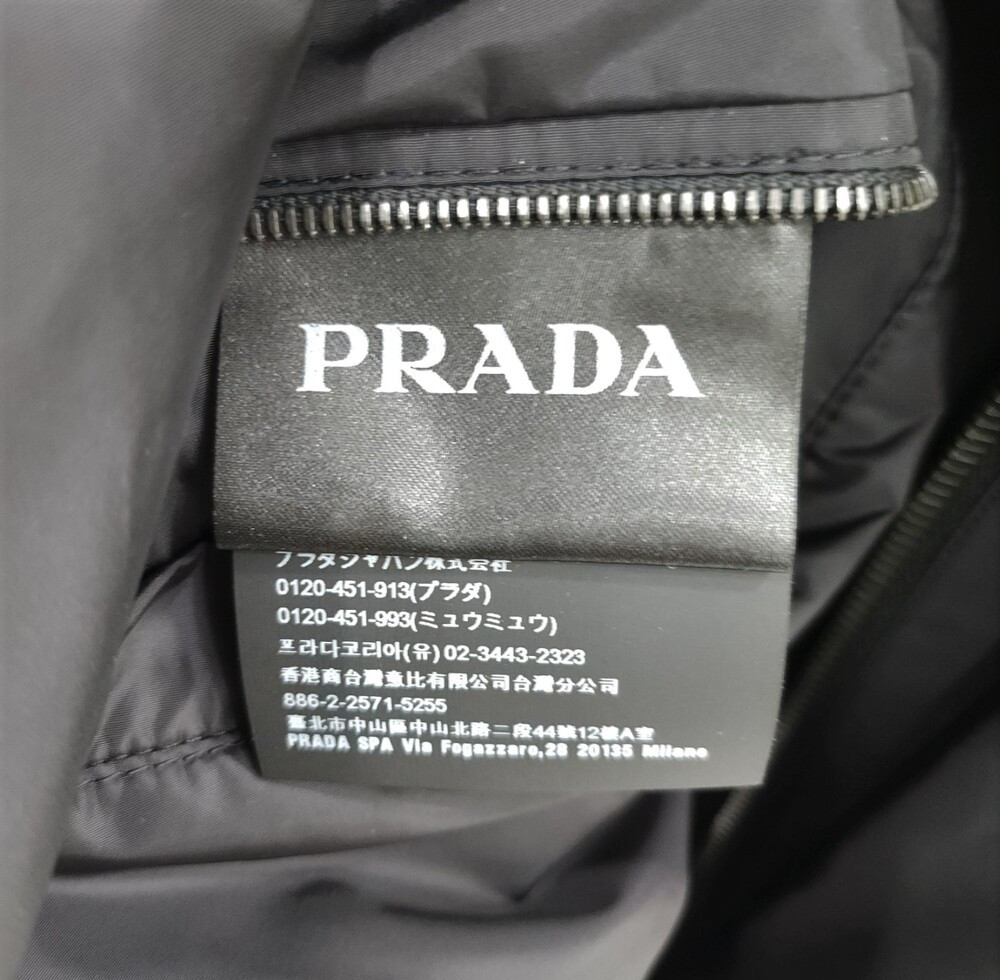 PRADA
プラダジャパン株式会社
0120-451-913(プラダ)
0120-451-993(ミュウミュウ)
프라다코리아(유) 02-3443-2323
香港商台灣童比有限公司台灣分公司
886-2-2571-5255
臺北市中山區中山北路二段44號12樓A室
PRADA SPA Via Fogazzaro,28 20135 Milano